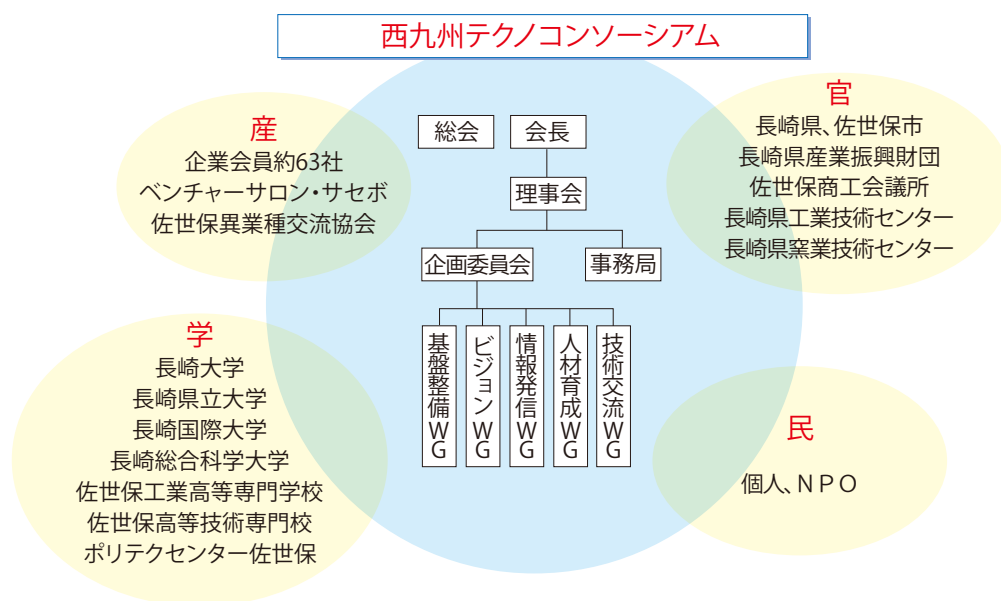 西九州テクノコンソーシアム
産
企業会員約63社
ベンチャーサロン・サセボ
佐世保異業種交流協会
官
長崎県、佐世保市
長崎県産業振興財団
佐世保商工会議所
長崎県工業技術センター
長崎県窯業技術センター
総会
会長
理事会
企画委員会
事務局
基盤整備WG
ビジョンWG
情報発信WG
人材育成WG
技術交流WG
学
長崎大学
長崎県立大学
長崎国際大学
長崎総合科学大学
佐世保工業高等専門学校
佐世保高等技術専門校
ポリテクセンター佐世保
民
個人、NPO